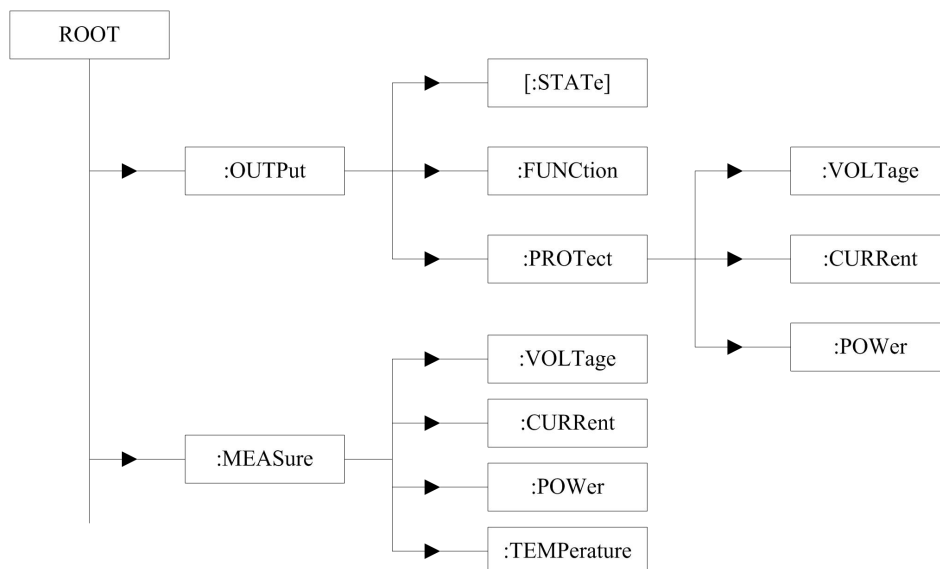 ROOT
:OUTPut
[:STATe]
:FUNCtion
:PROTect
:VOLTage
:CURRent
:POWer
:MEASure
:VOLTage
:CURRent
:POWer
:TEMPerature